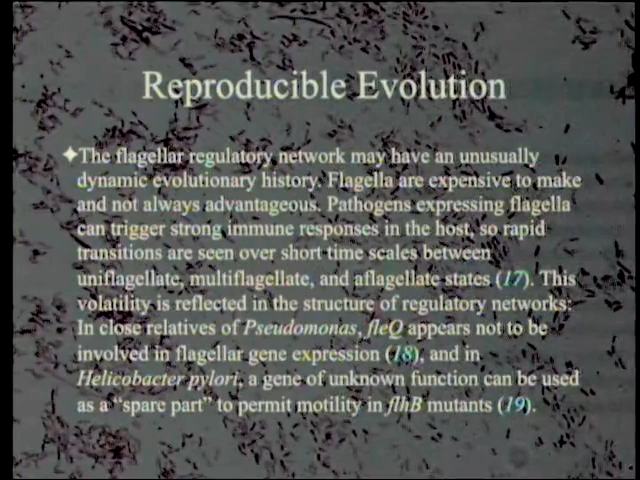 Reproducible Evolution
✦The flagellar regulatory network may have an unusually
dynamic evolutionary history. Flagella are expensive to make
and not always advantageous. Pathogens expressing flagella
can trigger strong immune responses in the host, so rapid
transitions are seen over short time scales between
uniflagellate, multiflagellate, and aflagellate states (17). This
volatility is reflected in the structure of regulatory networks:
In close relatives of Pseudomonas, fleQ appears not to be
involved in flagellar gene expression (18), and in
Helicobacter pylori, a gene of unknown function can be used
as a “spare part” to permit motility in flhB mutants (19).